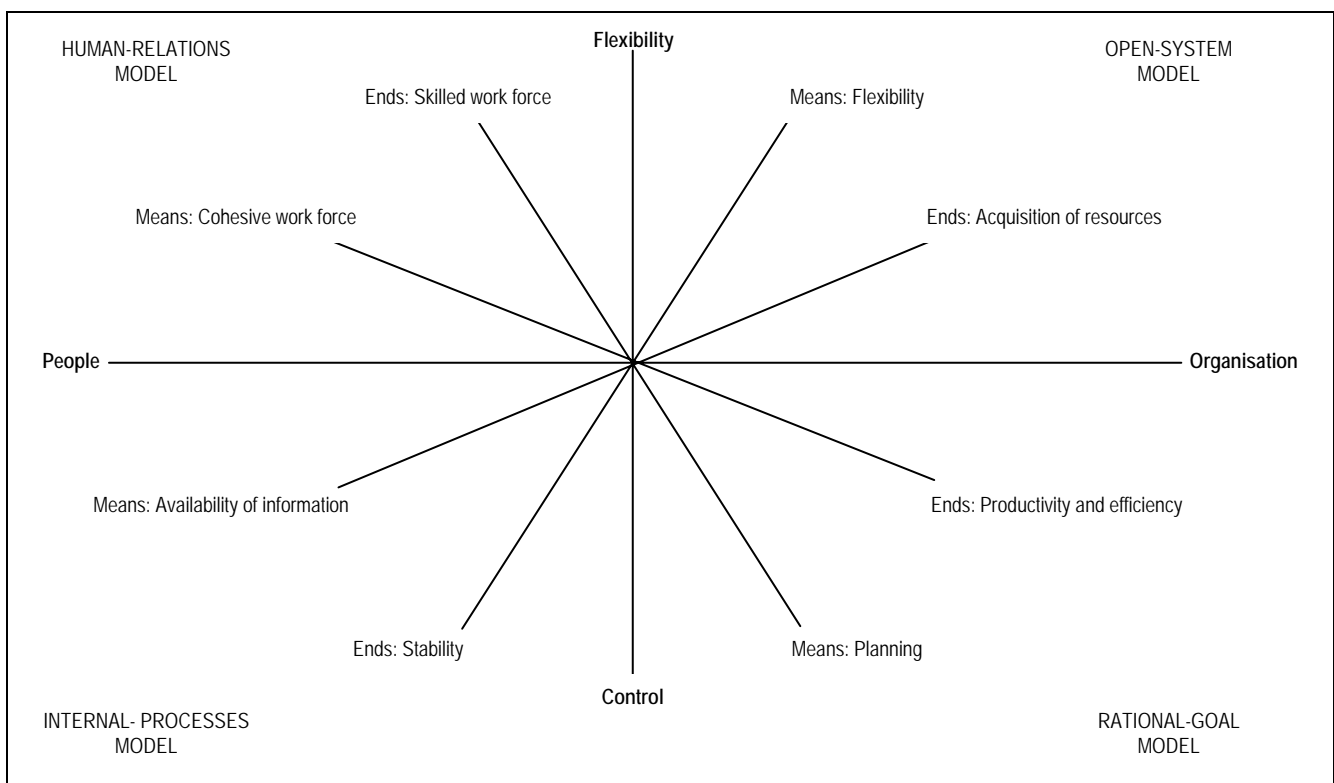 HUMAN-RELATIONS
MODEL
Flexibility
OPEN-SYSTEM
MODEL
Ends: Skilled work force
Means: Flexibility
Means: Cohesive work force
Ends: Acquisition of resources
People
Organisation
Means: Availability of information
Ends: Productivity and efficiency
Ends: Stability
Means: Planning
Control
INTERNAL- PROCESSES
MODEL
RATIONAL-GOAL
MODEL